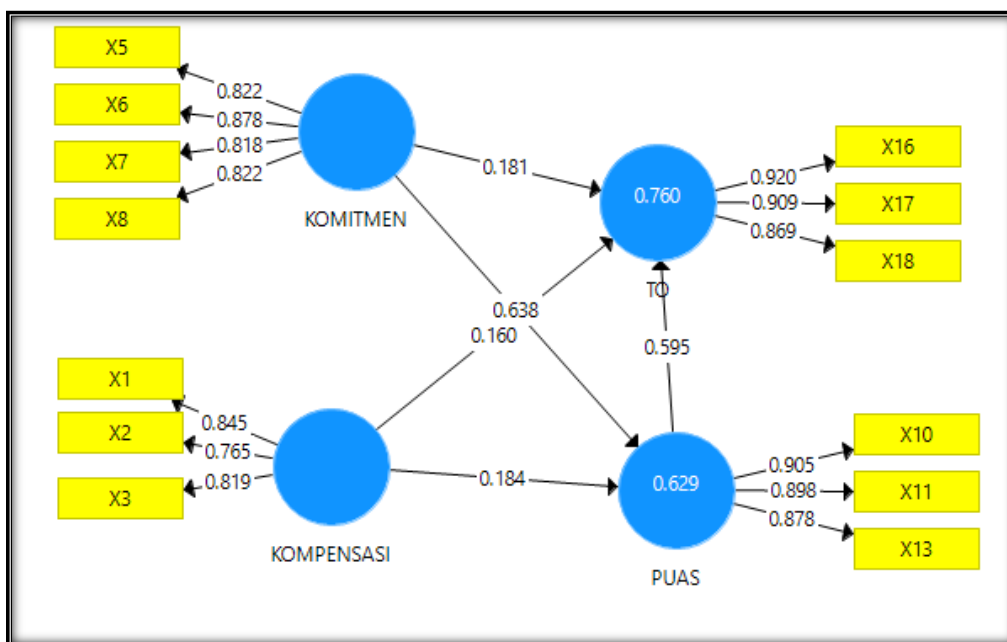 X5
X6
X7
X8
0.822
0.878
0.818
0.822
KOMITMEN
0.181
0.760
TO
0.920
0.909
0.869
X16
X17
X18
0.638
0.160
0.595
X1
X2
X3
0.845
0.765
0.819
KOMPENSASI
0.184
0.629
PUAS
0.905
0.898
0.878
X10
X11
X13